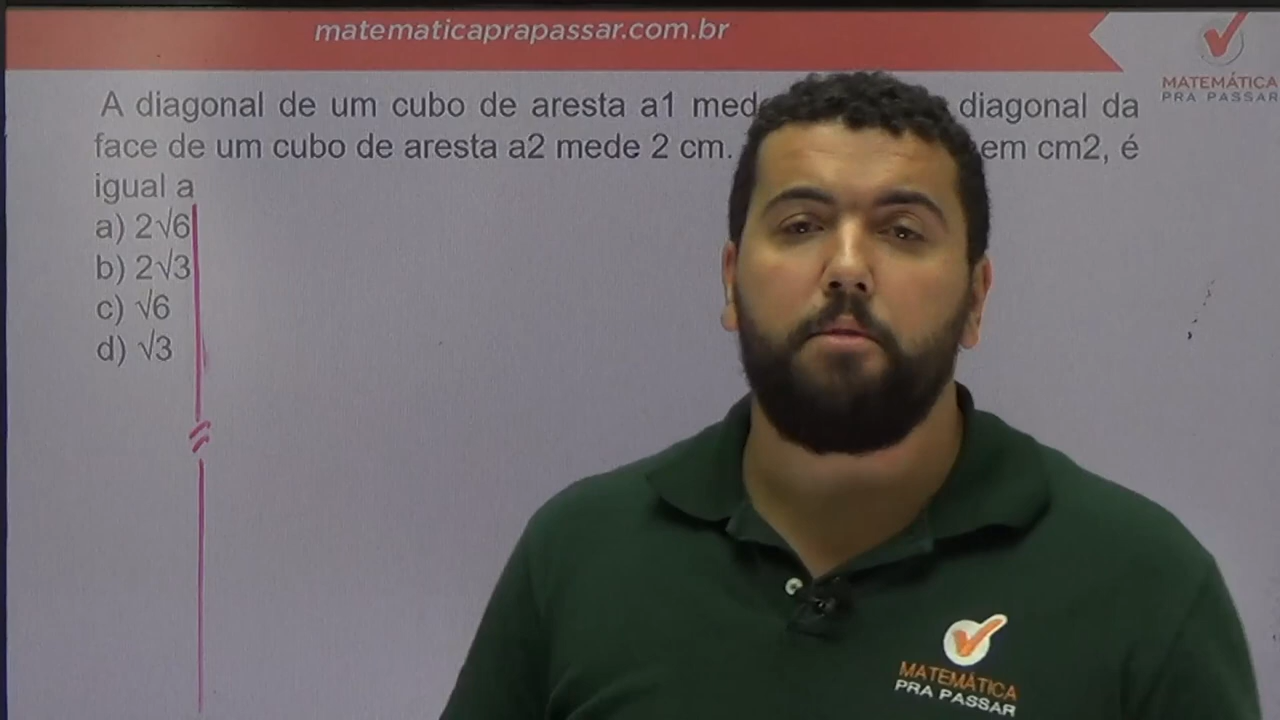 matematicaprapassar.com.br
MATEMÁTICA
PRA PASSAR
A diagonal de um cubo de aresta a1 diagonal da
face de um cubo de aresta a2 mede 2 cm. em cm2, é
igual a
a) 2√6
b) 2√3
c) √6
d) √3
MATEMÁTICA
PRA PASSAR